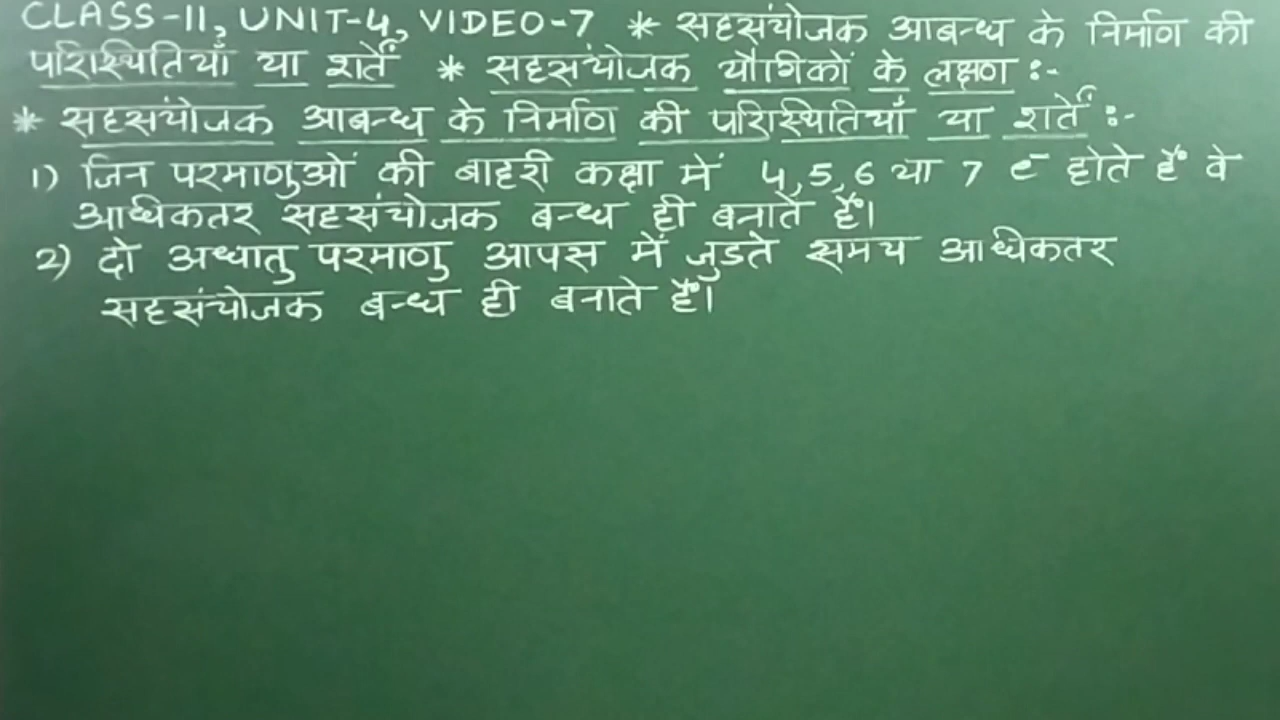 CLASS-11, UNIT-4, VIDEO-7 * सहसंयोजक आबन्ध के निर्माण की
परिस्थितियाँ या शर्तें * सहसंयोजक यौगिकों के लक्षण :-
* सहसंयोजक आबन्ध के निर्माण की परिस्थितियाँ या शर्तें :-
1) जिन परमाणुओं की बाहरी कक्षा में 4,5,6 या 7 e⁻ होते हैं वे
अधिकतर सहसंयोजक बन्ध ही बनाते हैं।
2) दो अधातु परमाणु आपस में जुडते समय अधिकतर
सहसंयोजक बन्ध ही बनाते हैं।